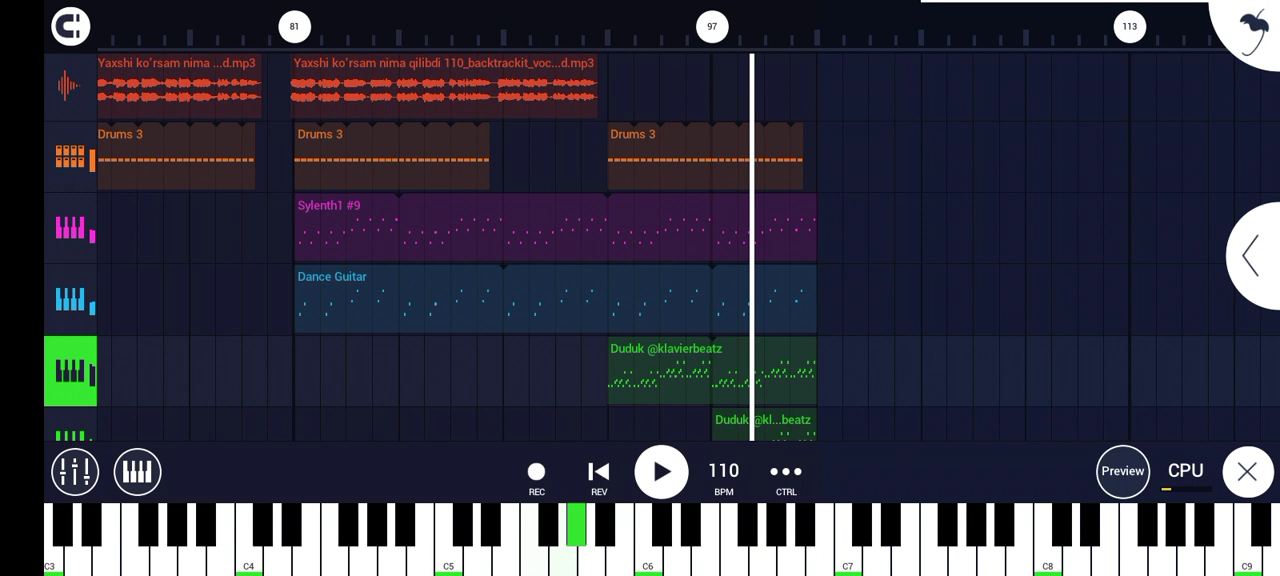 81
97
113
Yaxshi ko'rsam nima ...d.mp3
Yaxshi ko'rsam nima qilibdi 110_backtrackit_voc...d.mp3
Drums 3
Drums 3
Drums 3
Sylenth1 #9
Dance Guitar
Duduk @klavierbeatz
Duduk @kl...beatz
REC
REV
110
BPM
CTRL
Preview
CPU
C3
C4
C5
C6
C7
C8
C9